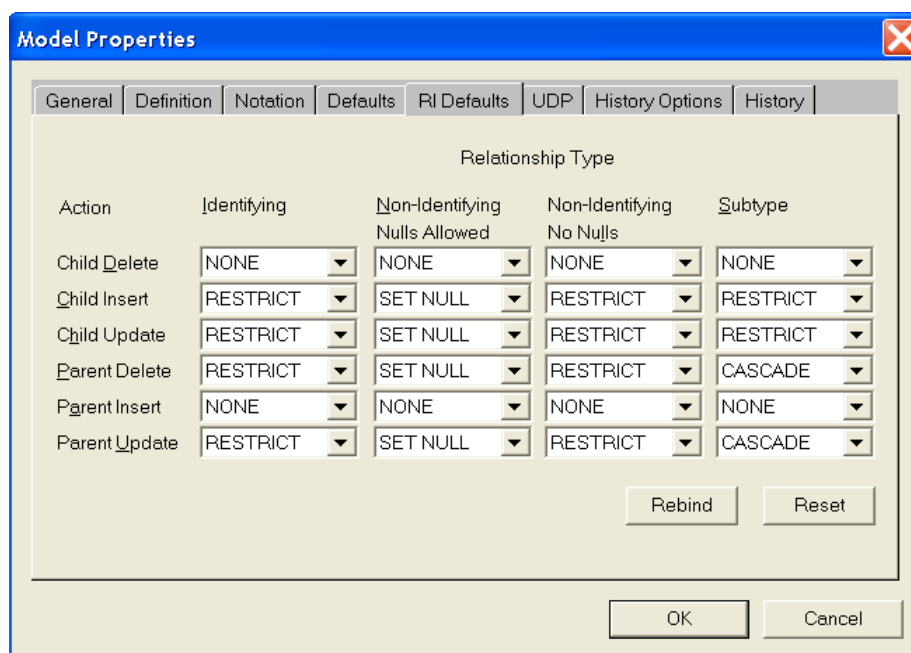 Model Properties
General Definition Notation Defaults RI Defaults UDP History Options History
Relationship Type
Action Identifying Non-Identifying Non-Identifying Subtype
Nulls Allowed No Nulls
Child Delete NONE NONE NONE NONE
Child Insert RESTRICT SET NULL RESTRICT RESTRICT
Child Update RESTRICT SET NULL RESTRICT RESTRICT
Parent Delete RESTRICT SET NULL RESTRICT CASCADE
Parent Insert NONE NONE NONE NONE
Parent Update RESTRICT SET NULL RESTRICT CASCADE
Rebind Reset
OK Cancel